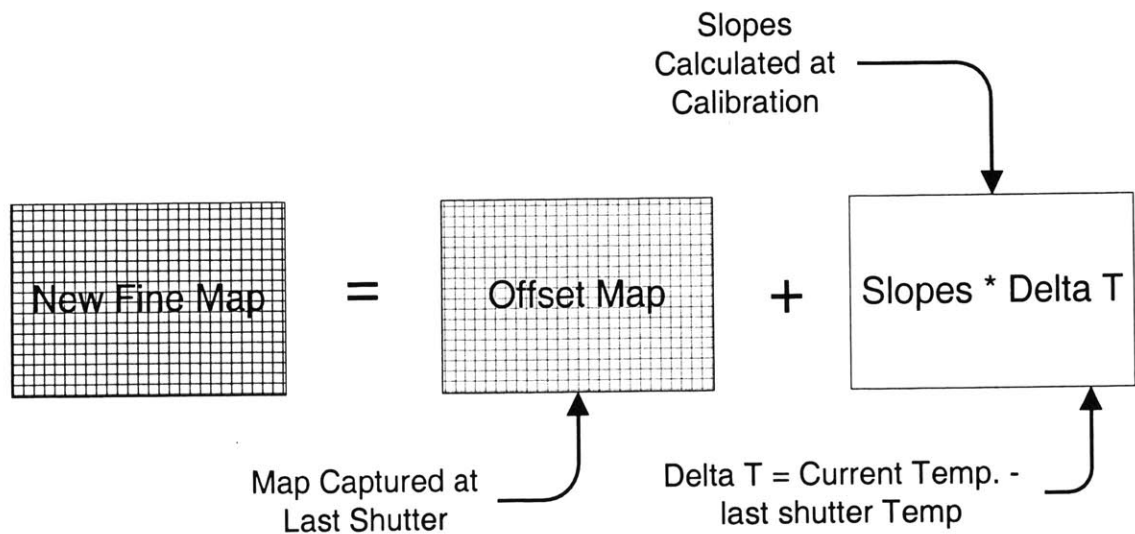 Slopes
Calculated at
Calibration
New Fine Map = Offset Map + Slopes * Delta T
Map Captured at
Last Shutter
Delta T = Current Temp. -
last shutter Temp